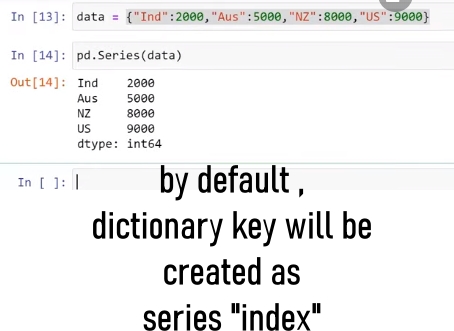 In [13]: data = {"Ind":2000,"Aus":5000,"NZ":8000,"US":9000}
In [14]: pd.Series(data)
Out[14]: Ind    2000
Aus    5000
NZ     8000
US     9000
dtype: int64
In [ ]:
by default ,
dictionary key will be
created as
series "index"